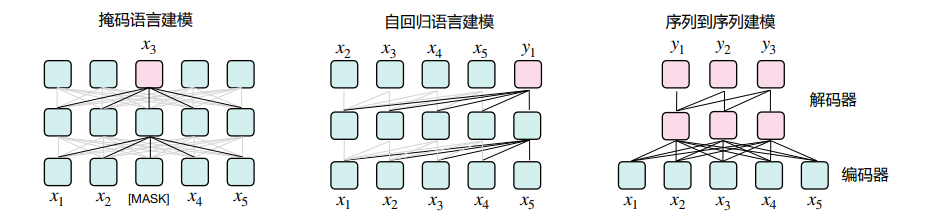 掩码语言建模
x3
x1 x2 [MASK] x4 x5
自回归语言建模
x2 x3 x4 x5 y1
x1 x2 x3 x4 x5
序列到序列建模
y1 y2 y3
解码器
编码器
x1 x2 x3 x4 x5